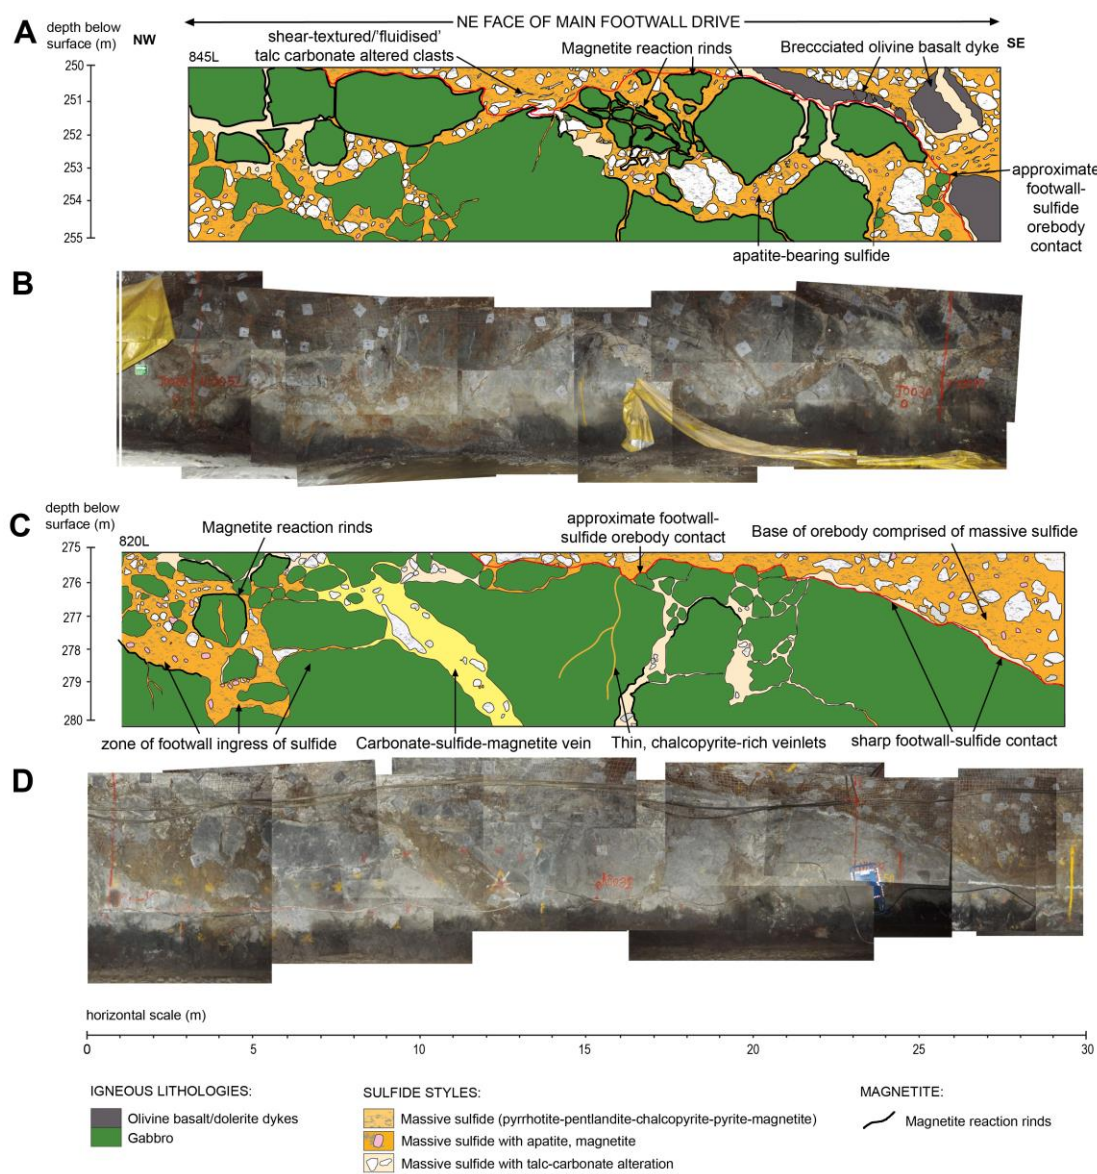 NE FACE OF MAIN FOOTWALL DRIVE
A
depth below
surface (m)
NW
SE
shear-textured/'fluidised'
talc carbonate altered clasts
Magnetite reaction rinds
Breccciated olivine basalt dyke
845L
250
251
252
253
254
255
approximate
footwall-
sulfide
orebody
contact
apatite-bearing sulfide
B
C
depth below
surface (m)
820L
Magnetite reaction rinds
approximate footwall-
sulfide orebody contact
Base of orebody comprised of massive sulfide
275
276
277
278
279
280
zone of footwall ingress of sulfide
Carbonate-sulfide-magnetite vein
Thin, chalcopyrite-rich veinlets
sharp footwall-sulfide contact
D
horizontal scale (m)
0 5 10 15 20 25 30
IGNEOUS LITHOLOGIES:
Olivine basalt/dolerite dykes
Gabbro
SULFIDE STYLES:
Massive sulfide (pyrrhotite-pentlandite-chalcopyrite-pyrite-magnetite)
Massive sulfide with apatite, magnetite
Massive sulfide with talc-carbonate alteration
MAGNETITE:
Magnetite reaction rinds